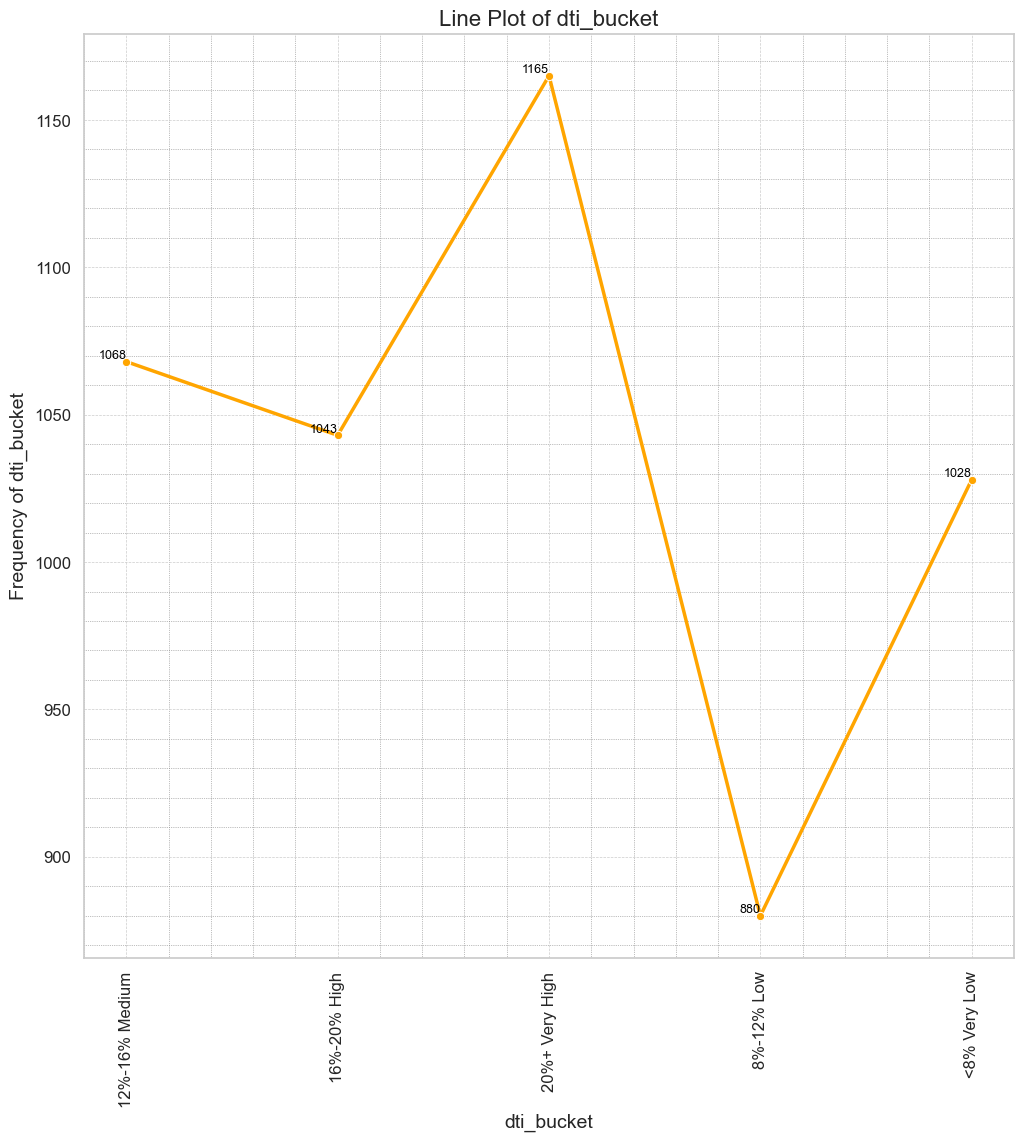 Line Plot of dti_bucket
Frequency of dti_bucket
1150
1100
1050
1000
950
900
1068
1043
1165
880
1028
12%-16% Medium
16%-20% High
20%+ Very High
8%-12% Low
<8% Very Low
dti_bucket